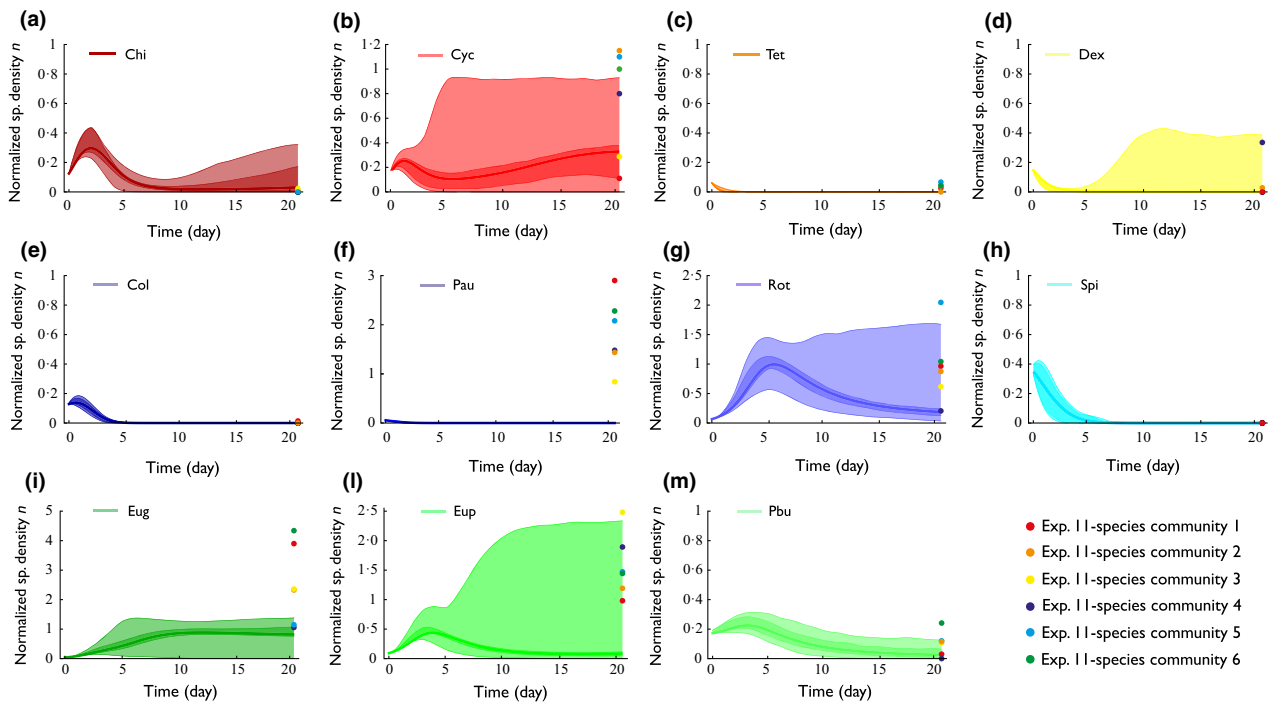 (a)
Chi
Normalized sp. density n
1
0·8
0·6
0·4
0·2
0
0 5 10 15 20
Time (day)
(b)
Cyc
Normalized sp. density n
1·2
1
0·8
0·6
0·4
0·2
0
0 5 10 15 20
Time (day)
(c)
Tet
Normalized sp. density n
1
0·8
0·6
0·4
0·2
0
0 5 10 15 20
Time (day)
(d)
Dex
Normalized sp. density n
1
0·8
0·6
0·4
0·2
0
0 5 10 15 20
Time (day)
(e)
Col
Normalized sp. density n
1
0·8
0·6
0·4
0·2
0
0 5 10 15 20
Time (day)
(f)
Pau
Normalized sp. density n
3
2
1
0
0 5 10 15 20
Time (day)
(g)
Rot
Normalized sp. density n
2·5
2
1·5
1
0·5
0
0 5 10 15 20
Time (day)
(h)
Spi
Normalized sp. density n
1
0·8
0·6
0·4
0·2
0
0 5 10 15 20
Time (day)
(i)
Eug
Normalized sp. density n
5
4
3
2
1
0
0 5 10 15 20
Time (day)
(l)
Eup
Normalized sp. density n
2·5
2·0
1·5
1
0·5
0
0 5 10 15 20
Time (day)
(m)
Pbu
Normalized sp. density n
1
0·8
0·6
0·4
0·2
0
0 5 10 15 20
Time (day)
Exp. 11-species community 1
Exp. 11-species community 2
Exp. 11-species community 3
Exp. 11-species community 4
Exp. 11-species community 5
Exp. 11-species community 6